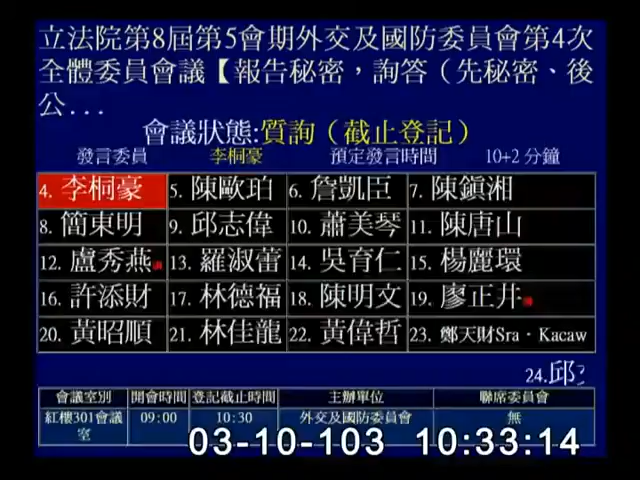 立法院第8屆第5會期外交及國防委員會第4次
全體委員會議【報告秘密，詢答（先秘密、後
公...
會議狀態:質詢（截止登記）
發言委員 李桐豪 預定發言時間 10+2 分鐘
4. 李桐豪 5. 陳歐珀 6. 詹凱臣 7. 陳鎮湘
8. 簡東明 9. 邱志偉 10. 蕭美琴 11. 陳唐山
12. 盧秀燕 13. 羅淑蕾 14. 吳育仁 15. 楊麗環
16. 許添財 17. 林德福 18. 陳明文 19. 廖正井
20. 黃昭順 21. 林佳龍 22. 黃偉哲 23. 鄭天財Sra．Kacaw
24. 邱
會議室別 開會時間 登記截止時間 主辦單位 聯席委員會
紅樓301會議室 09:00 10:30 外交及國防委員會 無
03-10-103 10:33:14